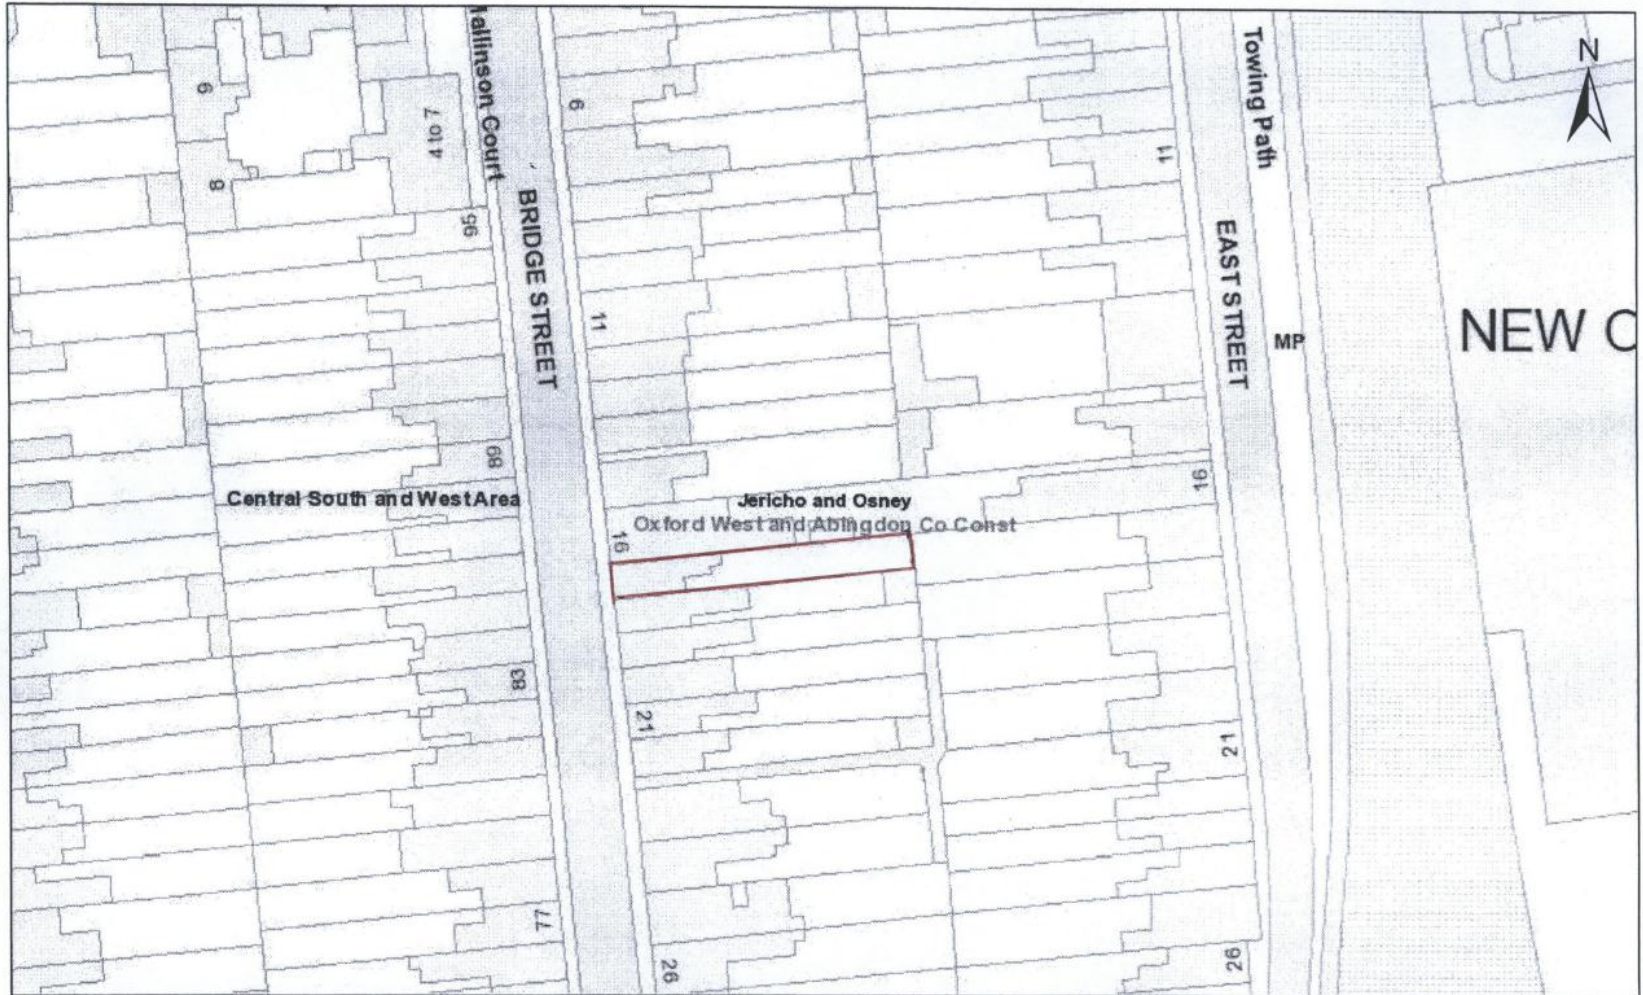 Mallinson Court
Towing Path
N
6
6
4 to 7
11
8
95
BRIDGE STREET
EAST STREET
11
MP
NEW C
89
16
Central South and West Area
Jericho and Osney
Oxford West and Abingdon Co Const
16
83
21
21
77
26
26